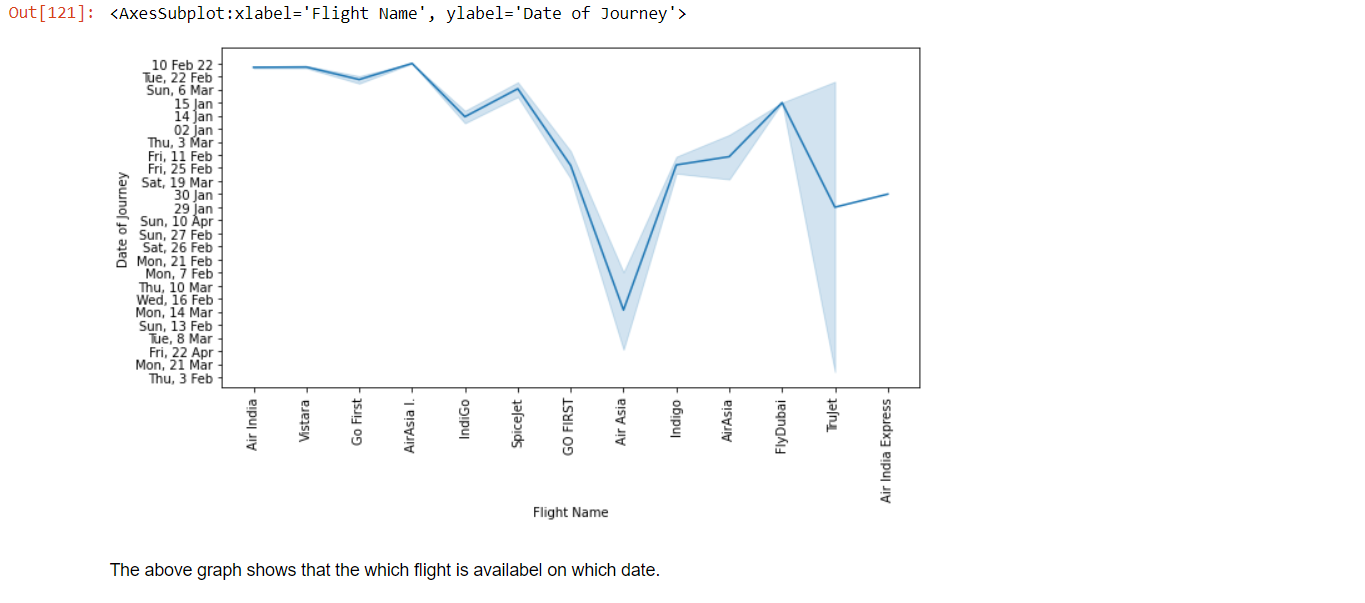 Out[121]: <AxesSubplot:xlabel='Flight Name', ylabel='Date of Journey'>
10 Feb 22
Tue, 22 Feb
Sun, 6 Mar
15 Jan
14 Jan
02 Jan
Thu, 3 Mar
Fri, 11 Feb
Fri, 25 Feb
Sat, 19 Mar
30 Jan
29 Jan
Sun, 10 Apr
Sun, 27 Feb
Sat, 26 Feb
Mon, 21 Feb
Mon, 7 Feb
Thu, 10 Mar
Wed, 16 Feb
Mon, 14 Mar
Sun, 13 Feb
Tue, 8 Mar
Fri, 22 Apr
Mon, 21 Mar
Thu, 3 Feb
Date of Journey
Air India
Vistara
Go First
AirAsia I.
IndiGo
SpiceJet
GO FIRST
Air Asia
Indigo
AirAsia
FlyDubai
TruJet
Air India Express
Flight Name
The above graph shows that the which flight is availabel on which date.